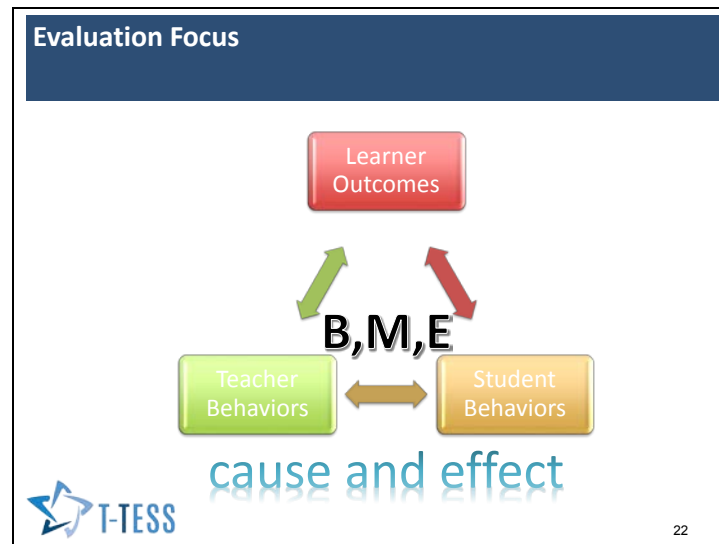 Evaluation Focus
Learner
Outcomes
B,M,E
Teacher
Behaviors
Student
Behaviors
cause and effect
T-TESS
22